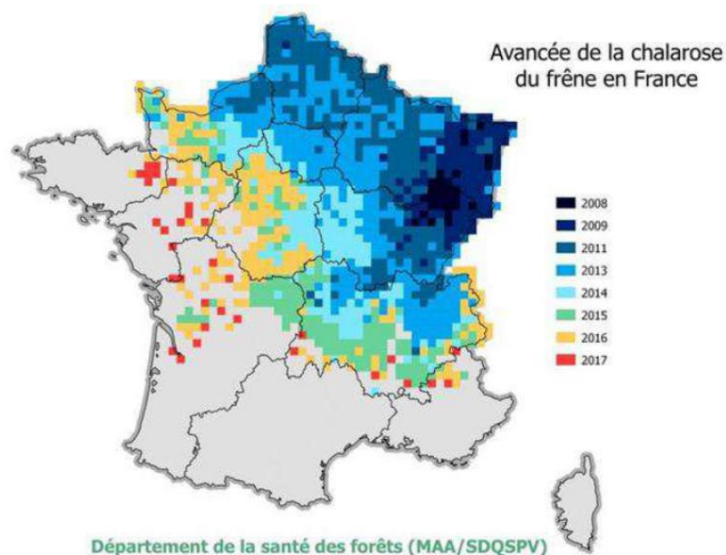 Avancée de la chalarose
du frêne en France
2008
2009
2011
2013
2014
2015
2016
2017
Département de la santé des forêts (MAA/SDQSPV)